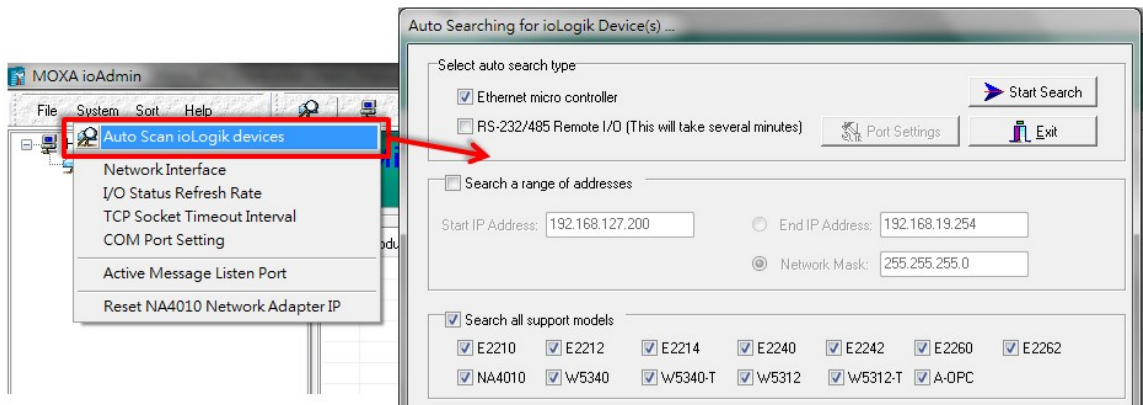 MOXA ioAdmin
File System Sort Help
Auto Scan ioLogik devices
Network Interface
I/O Status Refresh Rate
TCP Socket Timeout Interval
COM Port Setting
Active Message Listen Port
Reset NA4010 Network Adapter IP
Auto Searching for ioLogik Device(s) ...
Select auto search type
Ethernet micro controller
Start Search
RS-232/485 Remote I/O (This will take several minutes)
Port Settings
Exit
Search a range of addresses
Start IP Address: 192.168.127.200
End IP Address: 192.168.19.254
Network Mask: 255.255.255.0
Search all support models
E2210 E2212 E2214 E2240 E2242 E2260 E2262
NA4010 W5340 W5340-T W5312 W5312-T A-OPC